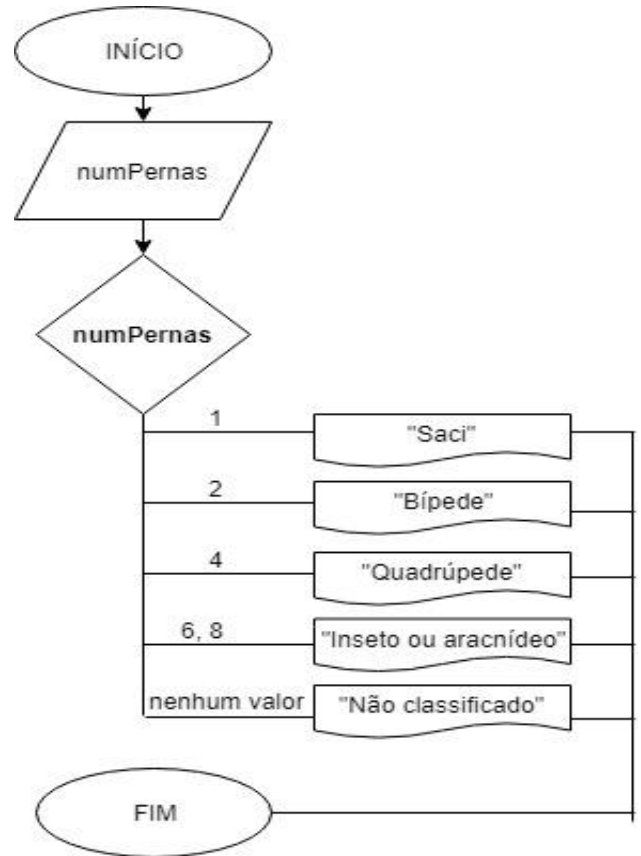 INÍCIO
numPernas
numPernas
1
"Saci"
2
"Bípede"
4
"Quadrúpede"
6, 8
"Inseto ou aracnídeo"
nenhum valor
"Não classificado"
FIM